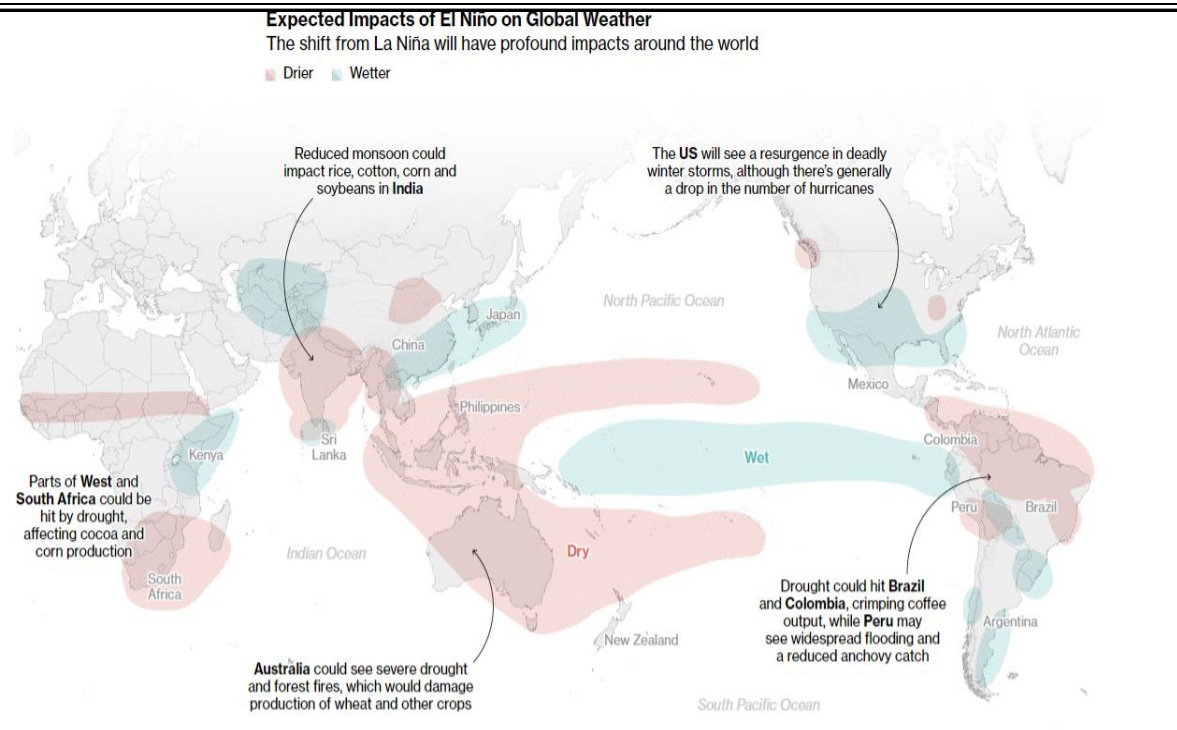 Expected Impacts of El Niño on Global Weather
The shift from La Niña will have profound impacts around the world
Drier
Wetter
Reduced monsoon could
impact rice, cotton, corn and
soybeans in India
The US will see a resurgence in deadly
winter storms, although there's generally
a drop in the number of hurricanes
North Pacific Ocean
Japan
China
North Atlantic
Ocean
Mexico
Philippines
Sri
Lanka
Kenya
Colombia
Wet
Parts of West and
South Africa could be
hit by drought,
affecting cocoa and
corn production
Peru
Brazil
Indian Ocean
Dry
South
Africa
Drought could hit Brazil
and Colombia, crimping coffee
output, while Peru may
see widespread flooding and
a reduced anchovy catch
Argentina
New Zealand
Australia could see severe drought
and forest fires, which would damage
production of wheat and other crops
South Pacific Ocean